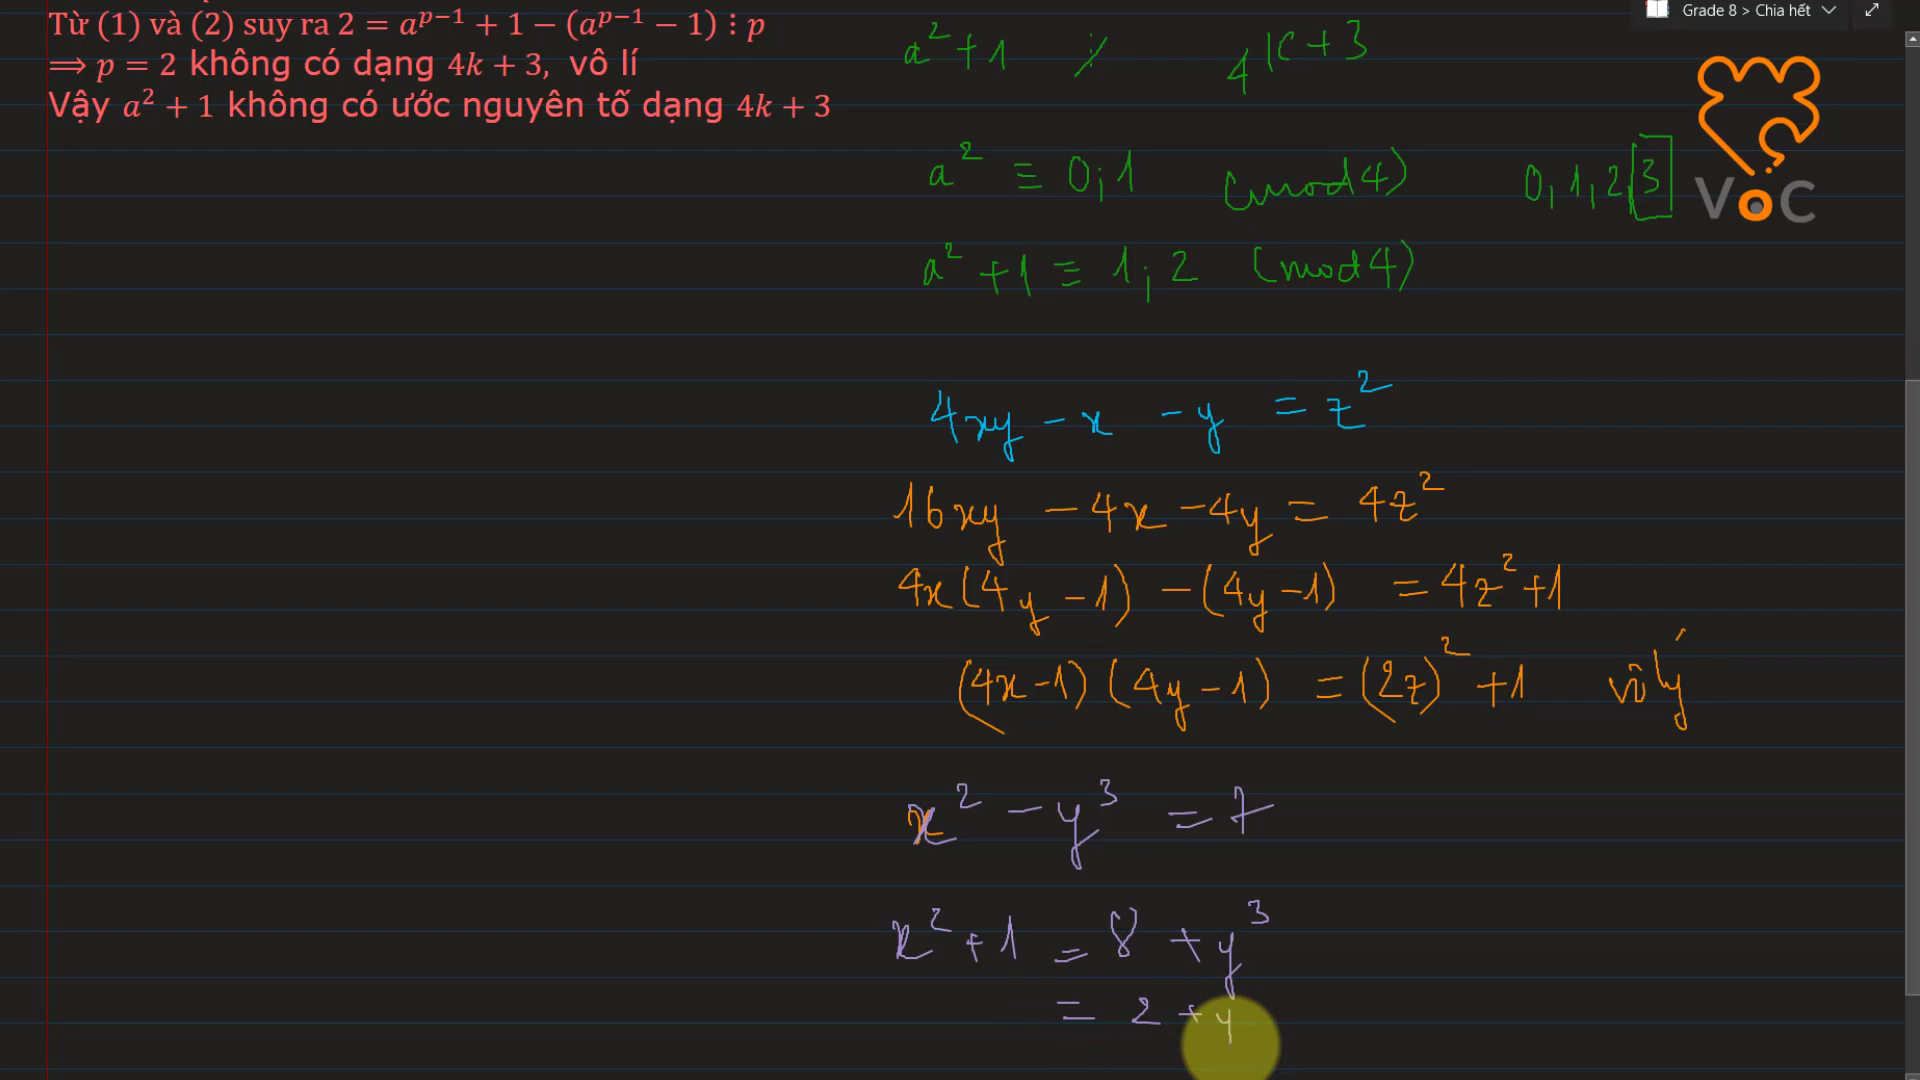 Từ (1) và (2) suy ra 2 = a^{p−1} + 1 − (a^{p−1} − 1) ⋮ p
⟹ p = 2 không có dạng 4k + 3, vô lí
Vậy a² + 1 không có ước nguyên tố dạng 4k + 3
Grade 8 > Chia hết
VOC
a² + 1 ⋮̸ 4k + 3
a² ≡ 0; 1 (mod 4) 0, 1, 2, 3
a² + 1 ≡ 1; 2 (mod 4)
4xy − x − y = z²
16xy − 4x − 4y = 4z²
4x(4y − 1) − (4y − 1) = 4z² + 1
(4x − 1)(4y − 1) = (2z)² + 1 vô lý
x² − y³ = 7
x² + 1 = 8 + y³
= 2 + y